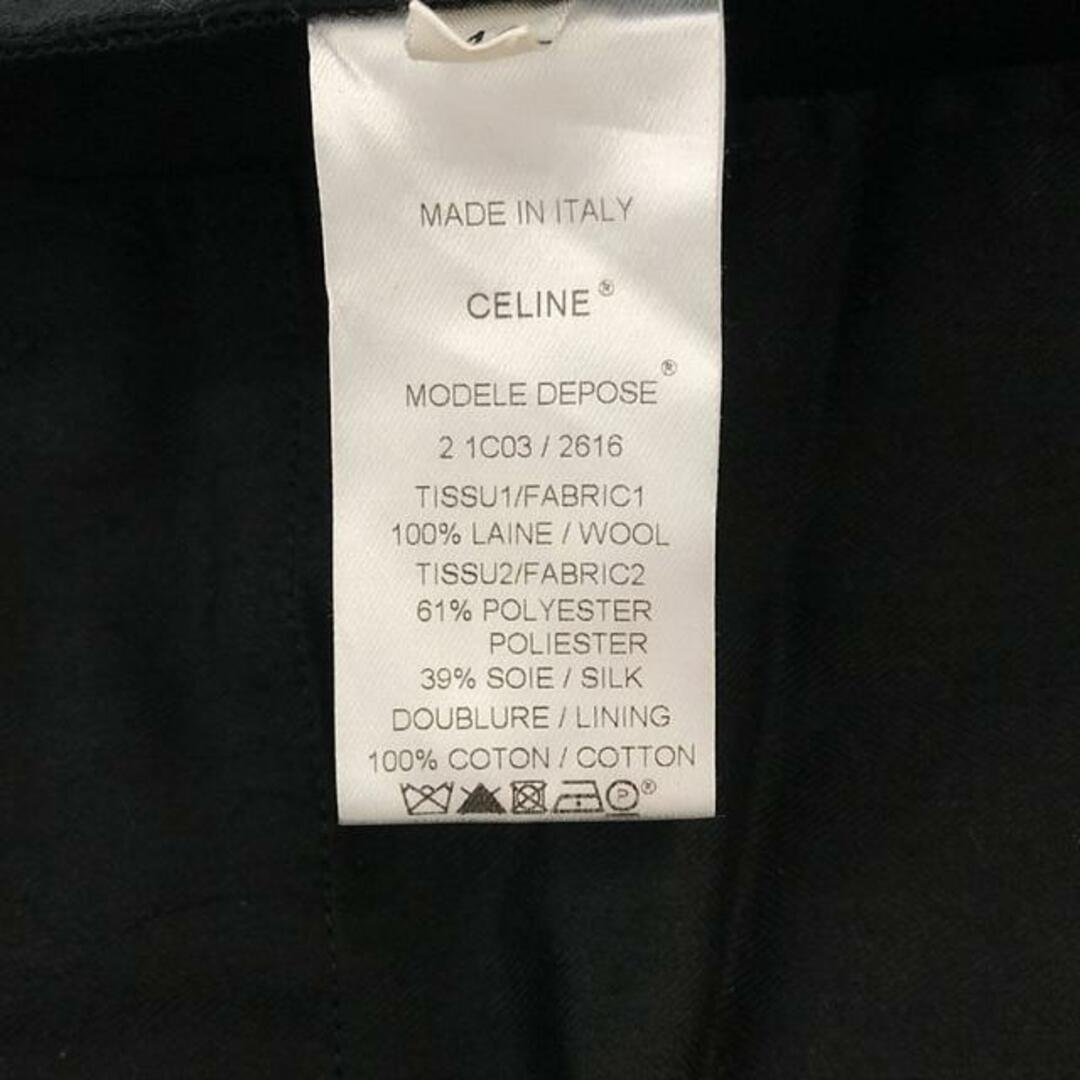 MADE IN ITALY
CELINE®
MODELE DEPOSE®
2 1C03 / 2616
TISSU1/FABRIC1
100% LAINE / WOOL
TISSU2/FABRIC2
61% POLYESTER
POLIESTER
39% SOIE / SILK
DOUBLURE / LINING
100% COTON / COTTON
P ®